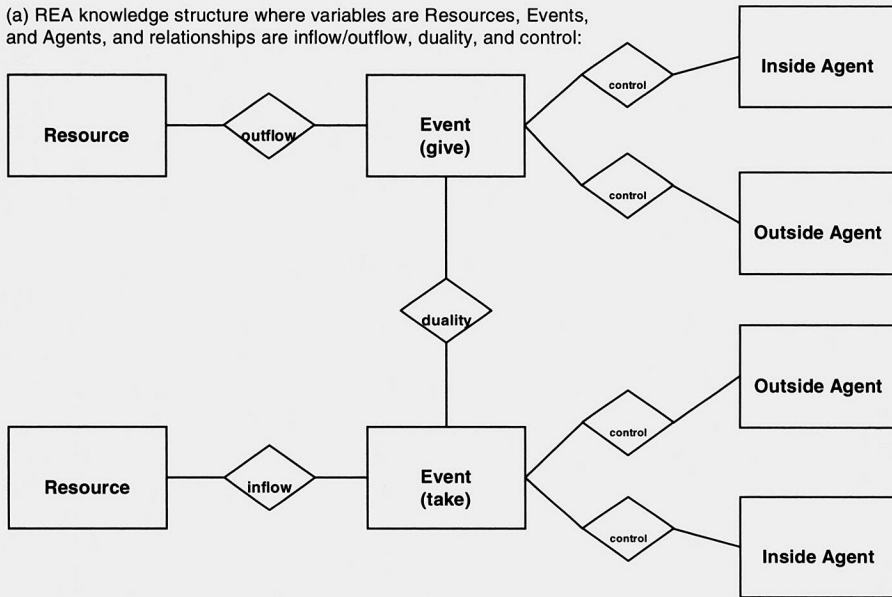 (a) REA knowledge structure where variables are Resources, Events,
and Agents, and relationships are inflow/outflow, duality, and control:
Resource
outflow
Event
(give)
control
Inside Agent
control
Outside Agent
duality
Resource
inflow
Event
(take)
control
Outside Agent
control
Inside Agent